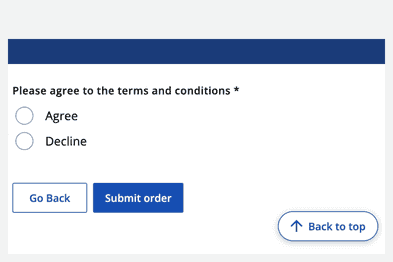 Please agree to the terms and conditions *
Agree
Decline
Go Back
Submit order
Back to top